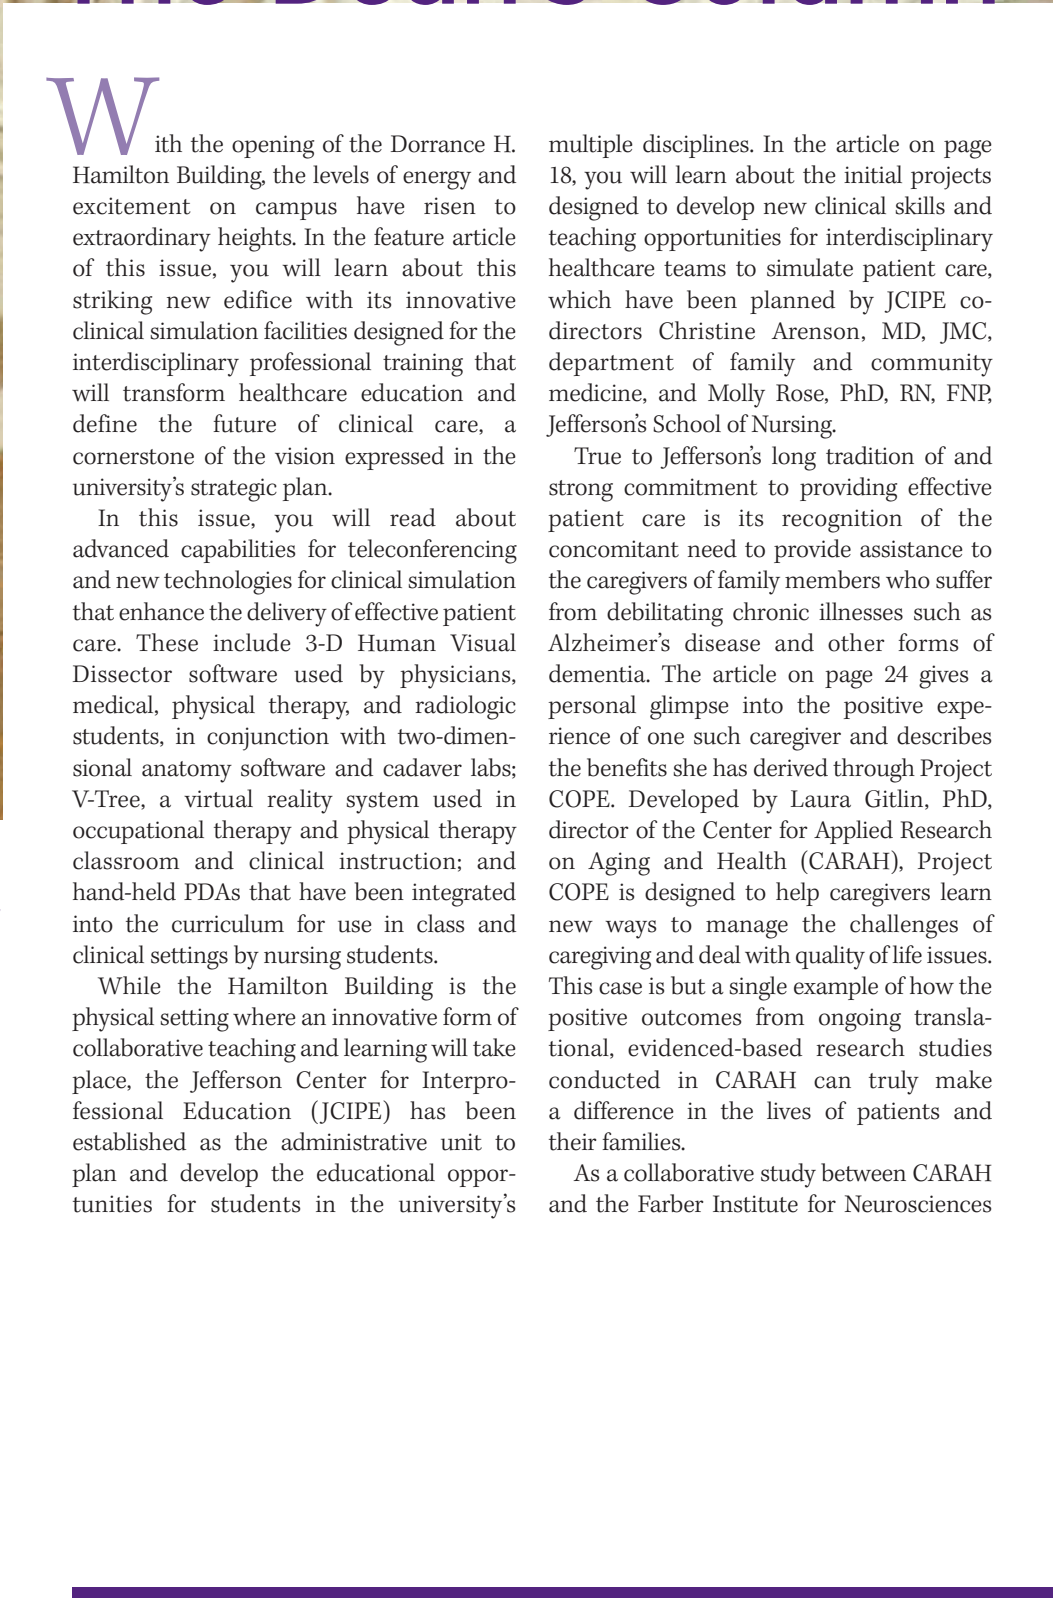 With the opening of the Dorrance H.
Hamilton Building, the levels of energy and
excitement on campus have risen to
extraordinary heights. In the feature article
of this issue, you will learn about this
striking new edifice with its innovative
clinical simulation facilities designed for the
interdisciplinary professional training that
will transform healthcare education and
define the future of clinical care, a
cornerstone of the vision expressed in the
university’s strategic plan.
In this issue, you will read about
advanced capabilities for teleconferencing
and new technologies for clinical simulation
that enhance the delivery of effective patient
care. These include 3-D Human Visual
Dissector software used by physicians,
medical, physical therapy, and radiologic
students, in conjunction with two-dimen-
sional anatomy software and cadaver labs;
V-Tree, a virtual reality system used in
occupational therapy and physical therapy
classroom and clinical instruction; and
hand-held PDAs that have been integrated
into the curriculum for use in class and
clinical settings by nursing students.
While the Hamilton Building is the
physical setting where an innovative form of
collaborative teaching and learning will take
place, the Jefferson Center for Interpro-
fessional Education (JCIPE) has been
established as the administrative unit to
plan and develop the educational oppor-
tunities for students in the university’s
multiple disciplines. In the article on page
18, you will learn about the initial projects
designed to develop new clinical skills and
teaching opportunities for interdisciplinary
healthcare teams to simulate patient care,
which have been planned by JCIPE co-
directors Christine Arenson, MD, JMC,
department of family and community
medicine, and Molly Rose, PhD, RN, FNP,
Jefferson’s School of Nursing.
True to Jefferson’s long tradition of and
strong commitment to providing effective
patient care is its recognition of the
concomitant need to provide assistance to
the caregivers of family members who suffer
from debilitating chronic illnesses such as
Alzheimer’s disease and other forms of
dementia. The article on page 24 gives a
personal glimpse into the positive expe-
rience of one such caregiver and describes
the benefits she has derived through Project
COPE. Developed by Laura Gitlin, PhD,
director of the Center for Applied Research
on Aging and Health (CARAH), Project
COPE is designed to help caregivers learn
new ways to manage the challenges of
caregiving and deal with quality of life issues.
This case is but a single example of how the
positive outcomes from ongoing transla-
tional, evidenced-based research studies
conducted in CARAH can truly make
a difference in the lives of patients and
their families.
As a collaborative study between CARAH
and the Farber Institute for Neurosciences